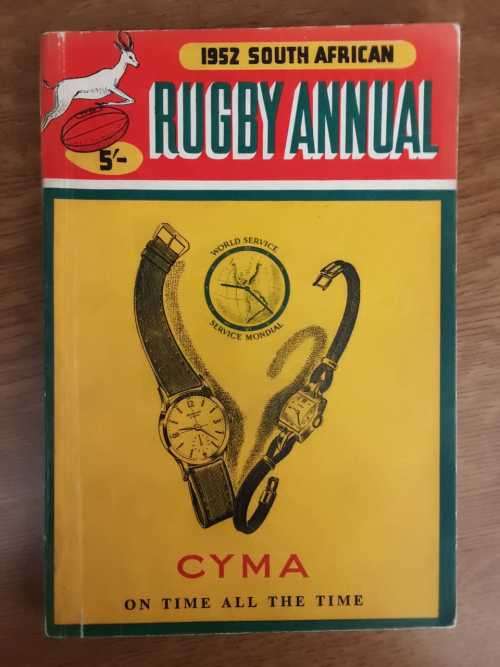 1952 SOUTH AFRICAN
RUGBY ANNUAL
5'-
WORLD SERVICE
SERVICE MONDIAL
CYMA
ON TIME ALL THE TIME